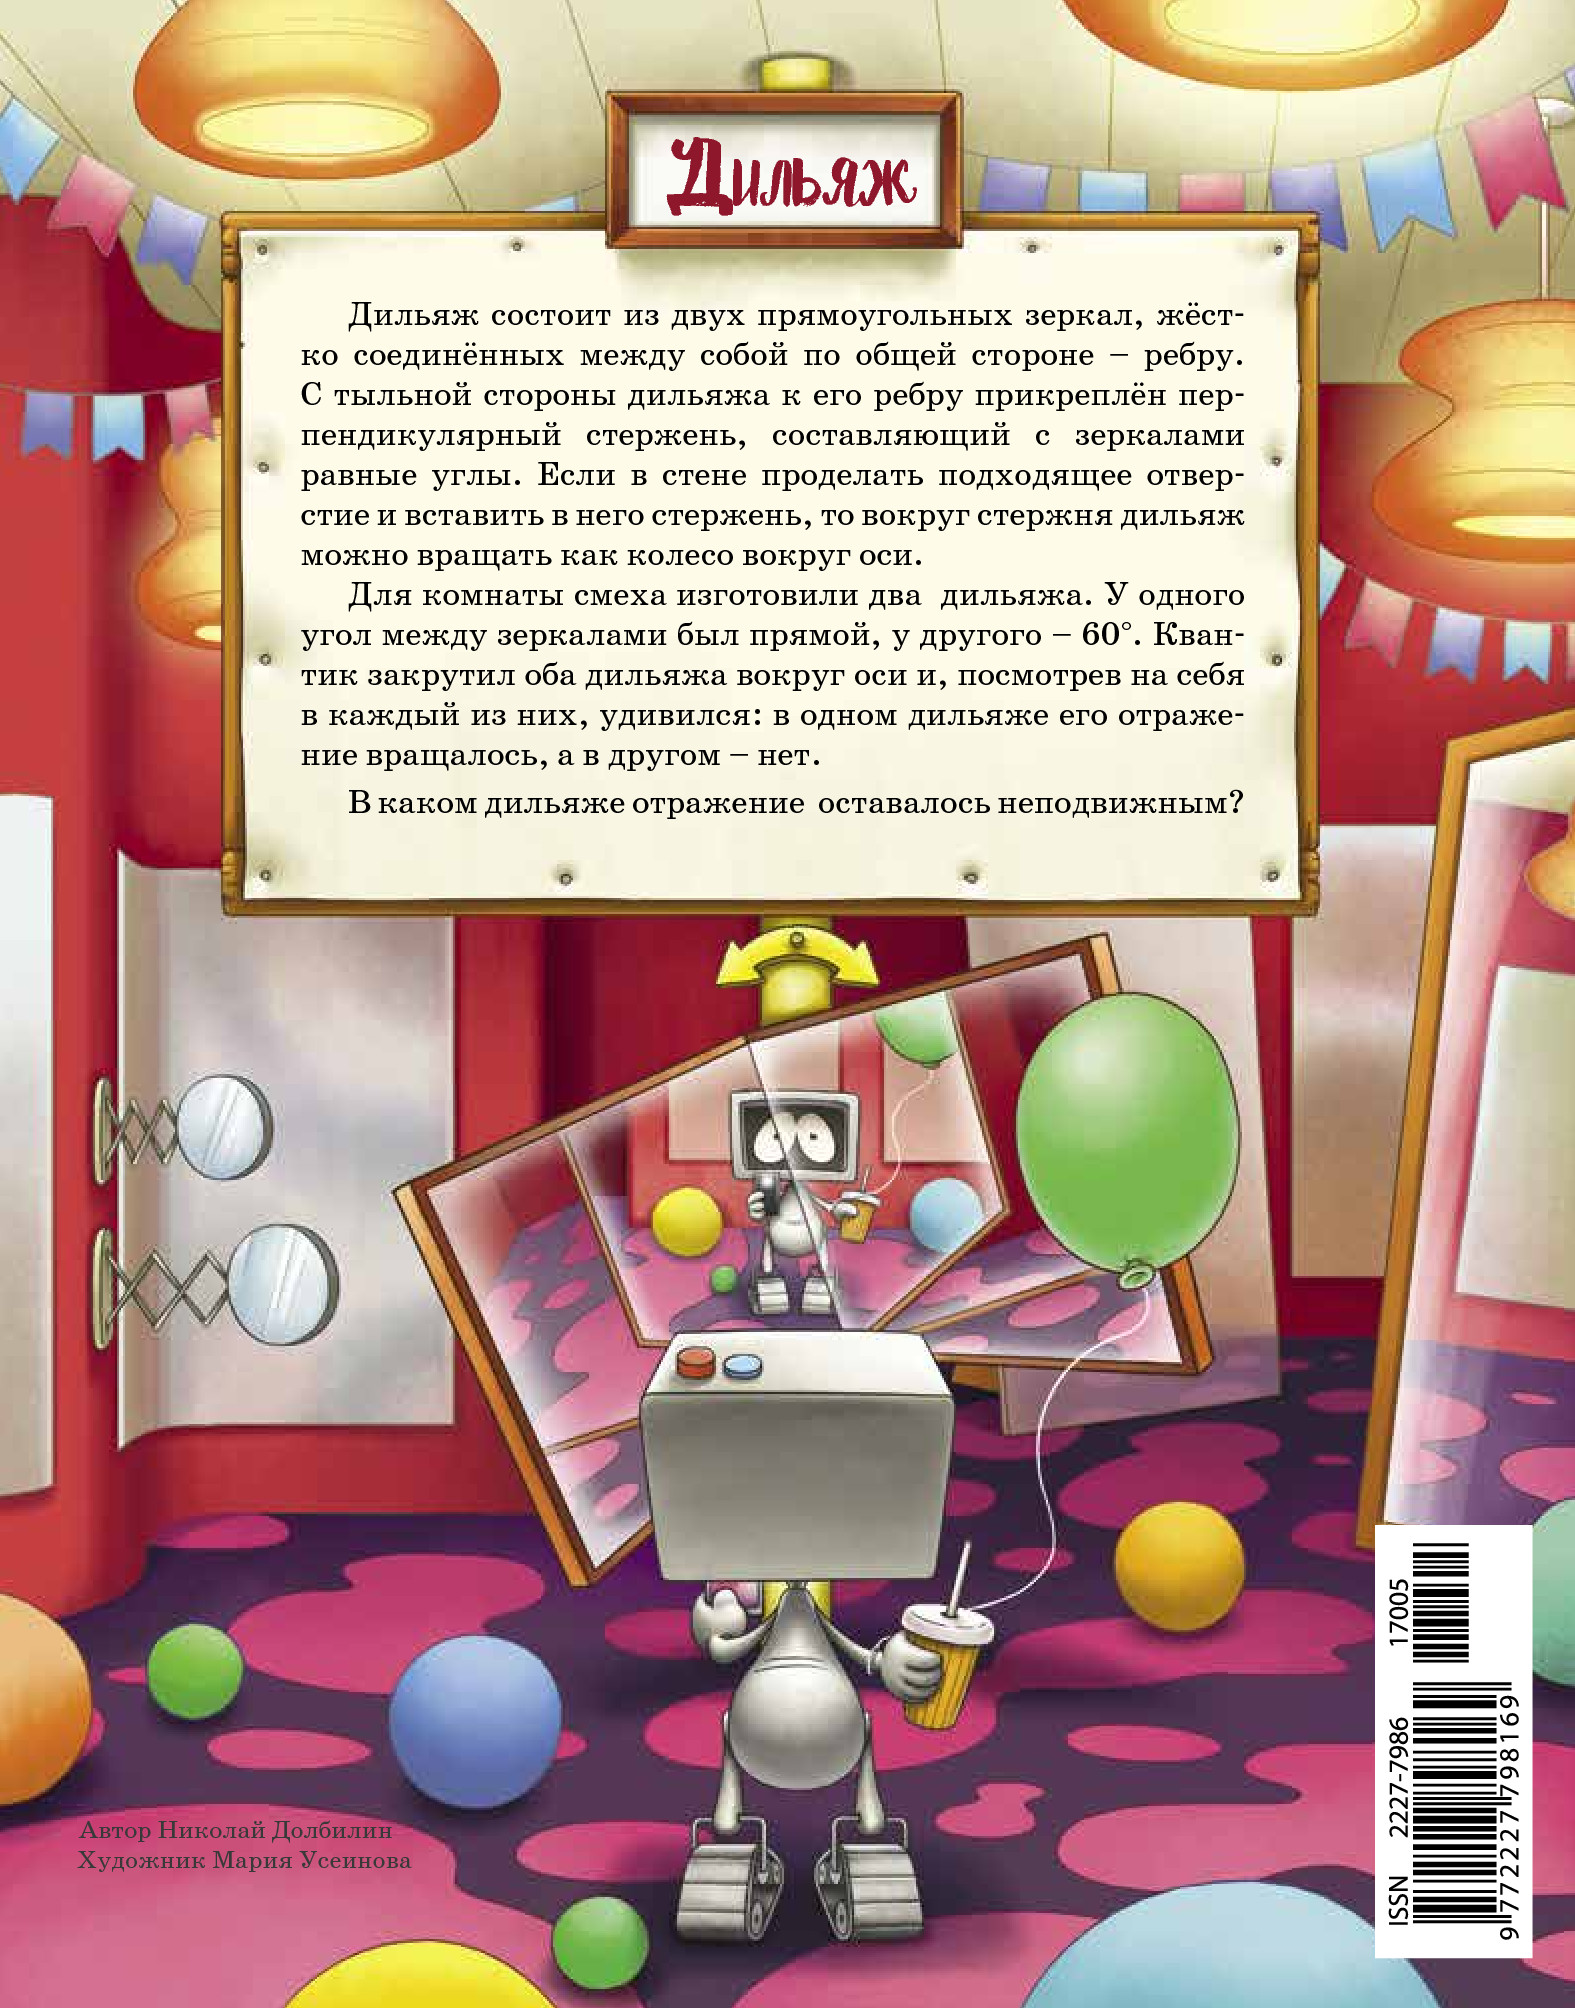 Дильяж
Дильяж состоит из двух прямоугольных зеркал, жёст-
ко соединённых между собой по общей стороне – ребру.
С тыльной стороны дильяжа к его ребру прикреплён пер-
пендикулярный стержень, составляющий с зеркалами
равные углы. Если в стене проделать подходящее отвер-
стие и вставить в него стержень, то вокруг стержня дильяж
можно вращать как колесо вокруг оси.
Для комнаты смеха изготовили два дильяжа. У одного
угол между зеркалами был прямой, у другого – 60°. Кван-
тик закрутил оба дильяжа вокруг оси и, посмотрев на себя
в каждый из них, удивился: в одном дильяже его отраже-
ние вращалось, а в другом – нет.
В каком дильяже отражение оставалось неподвижным?
Автор Николай Долбилин
Художник Мария Усеинова
ISSN 2227-7986 17005
9 772227 798169